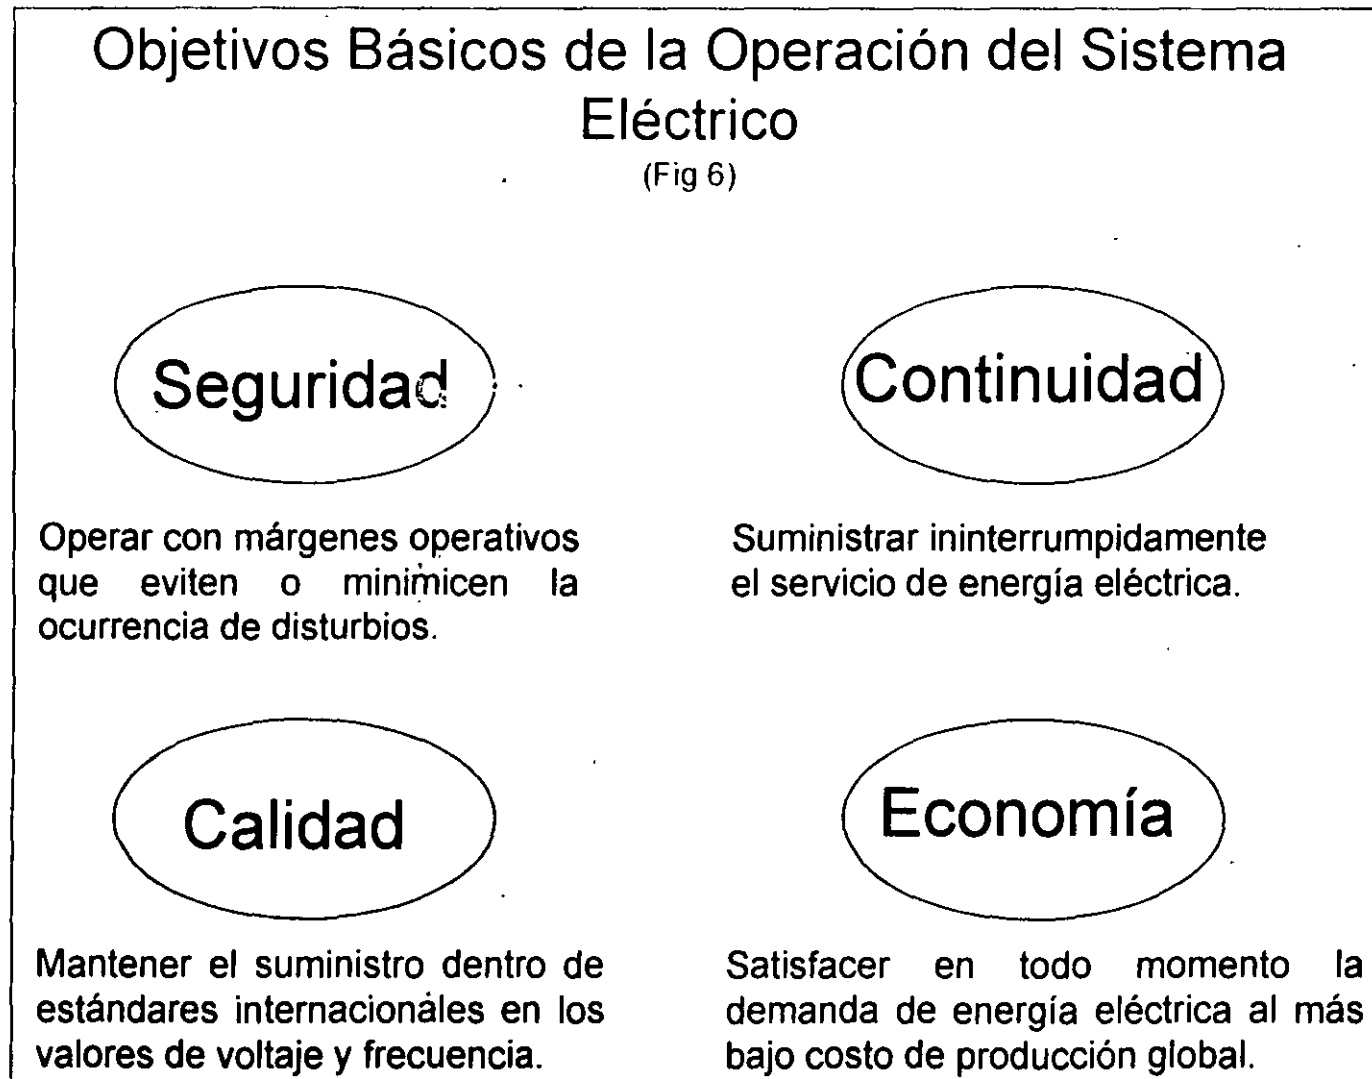 Objetivos Básicos de la Operación del Sistema
Eléctrico
(Fig 6)
Seguridad
Operar con márgenes operativos
que eviten o minimicen la
ocurrencia de disturbios.
Continuidad
Suministrar ininterrumpidamente
el servicio de energía eléctrica.
Calidad
Mantener el suministro dentro de
estándares internacionales en los
valores de voltaje y frecuencia.
Economía
Satisfacer en todo momento la
demanda de energía eléctrica al más
bajo costo de producción global.